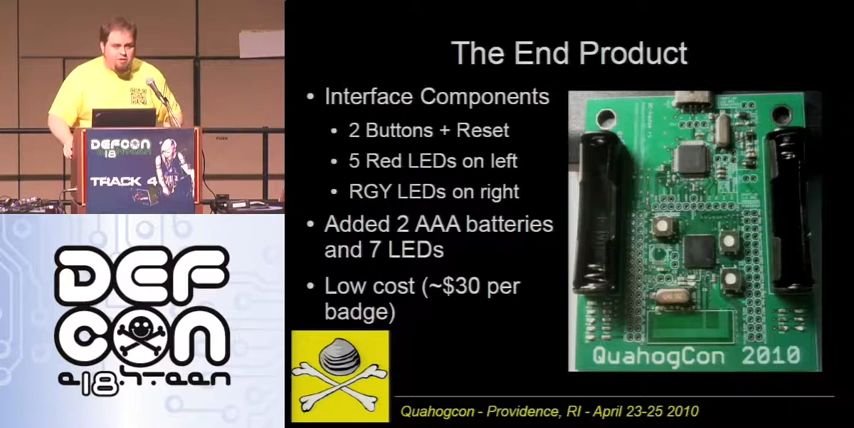 DEFCON
18
TRACK 4
DEF
CON
e18hteen
The End Product
• Interface Components
• 2 Buttons + Reset
• 5 Red LEDs on left
• RGY LEDs on right
• Added 2 AAA batteries
and 7 LEDs
• Low cost (~$30 per
badge)
QuahogCon 2010
Quahogcon - Providence, RI - April 23-25 2010